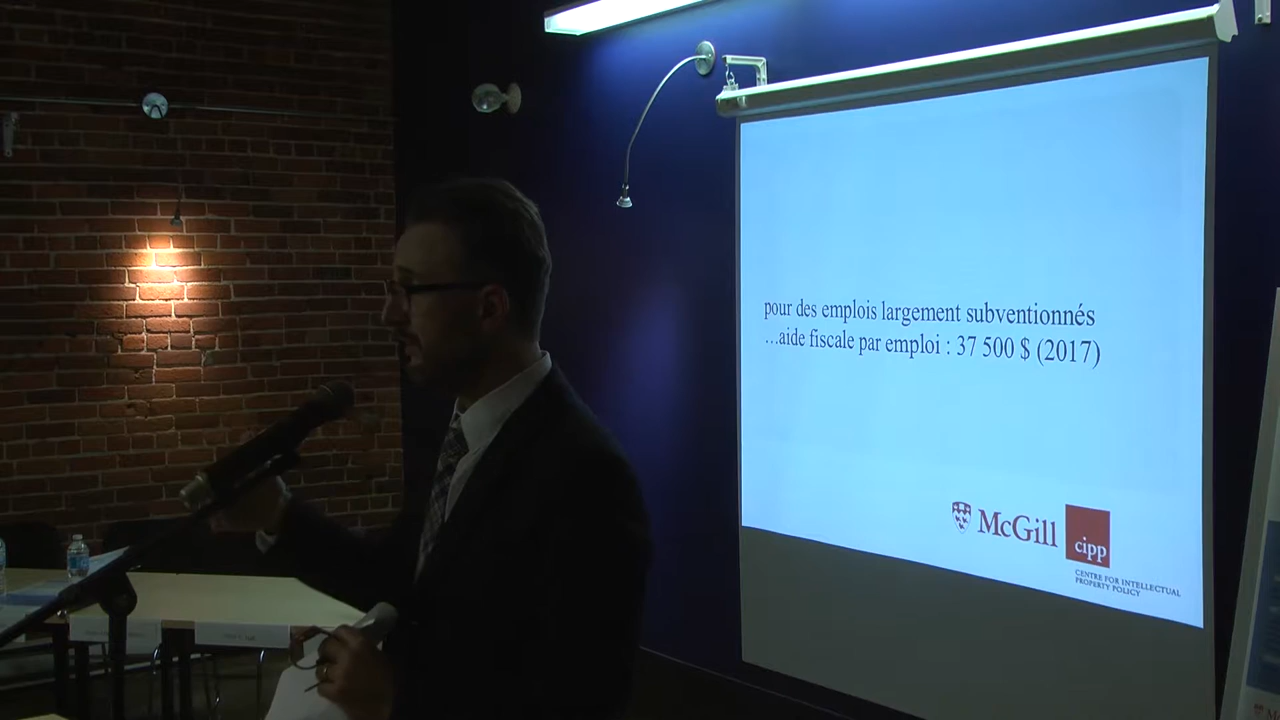 pour des emplois largement subventionnés
…aide fiscale par emploi : 37 500 $ (2017)
McGill
cipp
CENTRE FOR INTELLECTUAL
PROPERTY POLICY